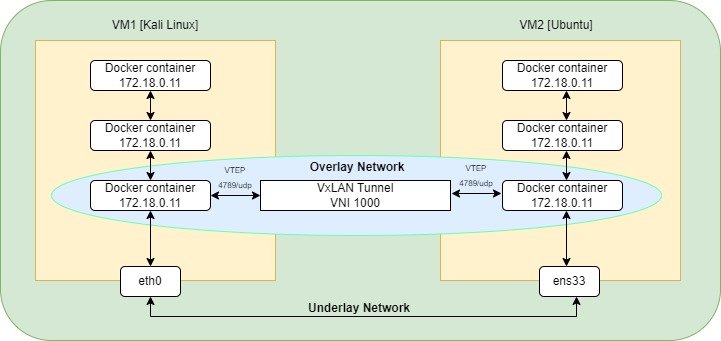 VM1 [Kali Linux]
VM2 [Ubuntu]
Docker container
172.18.0.11
Docker container
172.18.0.11
Docker container
172.18.0.11
Docker container
172.18.0.11
Overlay Network
VTEP
4789/udp
VTEP
4789/udp
Docker container
172.18.0.11
VxLAN Tunnel
VNI 1000
Docker container
172.18.0.11
eth0
ens33
Underlay Network